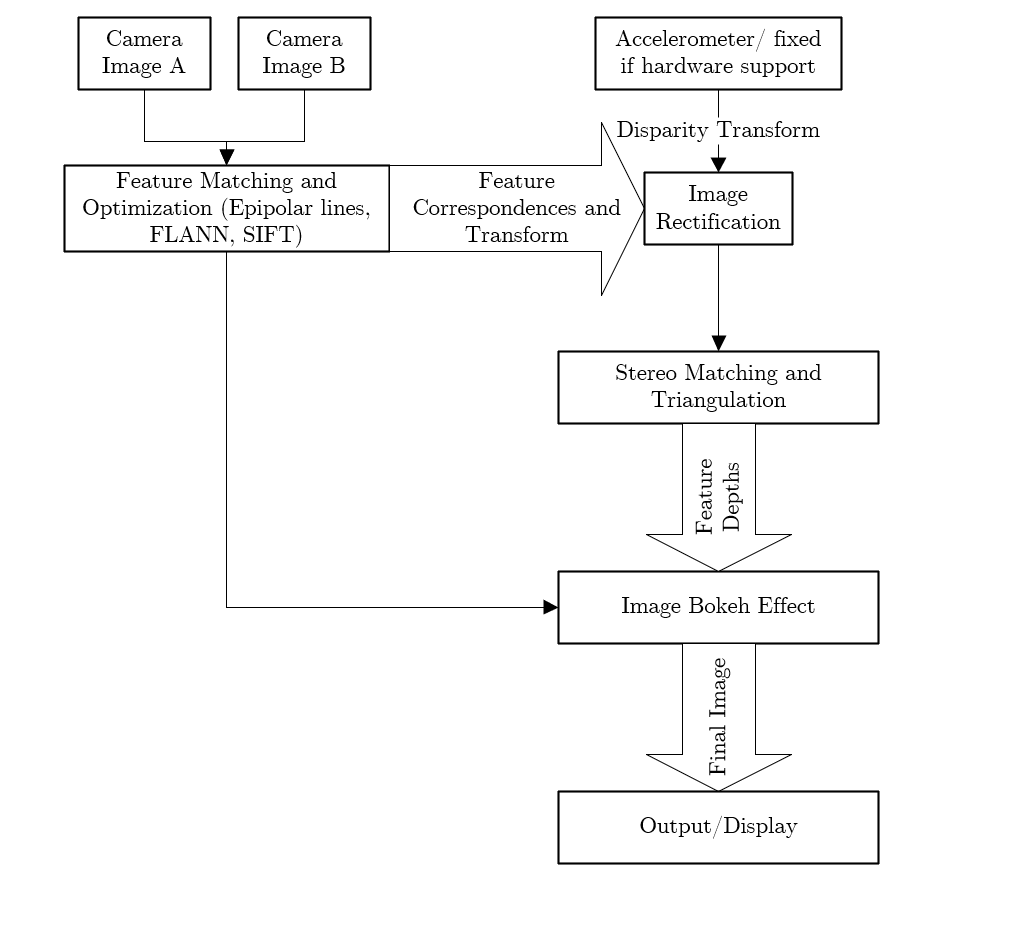 Camera
Image A
Camera
Image B
Accelerometer/ fixed
if hardware support
Disparity Transform
Feature Matching and
Optimization (Epipolar lines,
FLANN, SIFT)
Feature
Correspondences and
Transform
Image
Rectification
Stereo Matching and
Triangulation
Feature
Depths
Image Bokeh Effect
Final Image
Output/Display